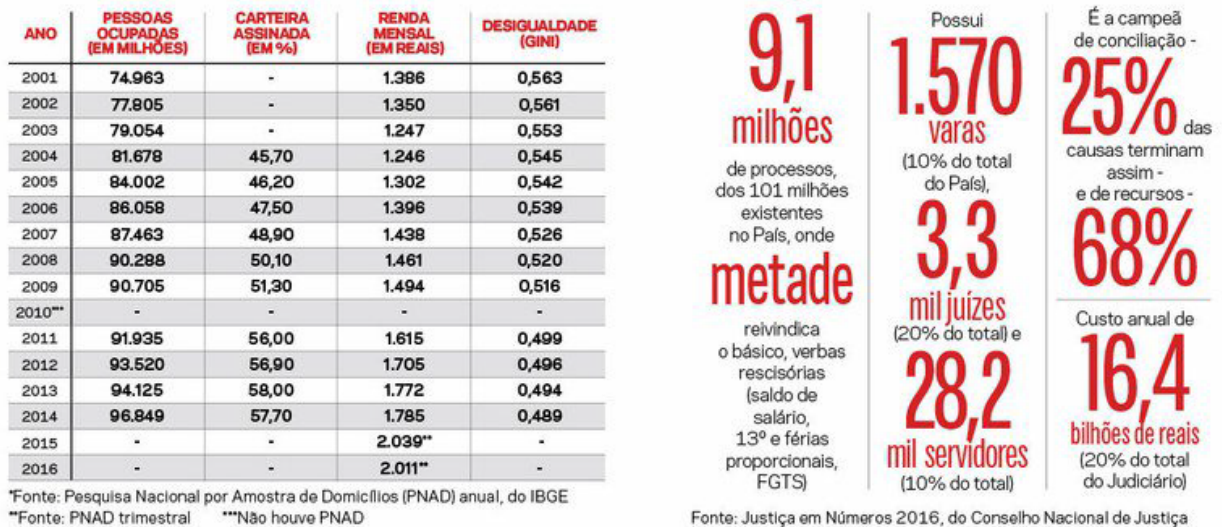 ANO PESSOAS OCUPADAS (EM MILHÕES) CARTEIRA ASSINADA (EM %) RENDA MENSAL (EM REAIS) DESIGUALDADE (GINI)
2001 74.963 - 1.386 0,563
2002 77.805 - 1.350 0,561
2003 79.054 - 1.247 0,553
2004 81.678 45,70 1.246 0,545
2005 84.002 46,20 1.302 0,542
2006 86.058 47,50 1.396 0,539
2007 87.463 48,90 1.438 0,526
2008 90.288 50,10 1.461 0,520
2009 90.705 51,30 1.494 0,516
2010*** - - - -
2011 91.935 56,00 1.615 0,499
2012 93.520 56,90 1.705 0,496
2013 94.125 58,00 1.772 0,494
2014 96.849 57,70 1.785 0,489
2015 - - 2.039** -
2016 - - 2.011** -
*Fonte: Pesquisa Nacional por Amostra de Domicílios (PNAD) anual, do IBGE
**Fonte: PNAD trimestral ***Não houve PNAD
9,1
milhões
de processos,
dos 101 milhões
existentes
no País, onde
metade
reivindica
o básico, verbas
rescisórias
(saldo de
salário,
13º e férias
proporcionais,
FGTS)
Possui
1.570
varas
(10% do total
do País),
3,3
mil juízes
(20% do total) e
28,2
mil servidores
(10% do total)
É a campeã
de conciliação -
25% das
causas terminam
assim -
e de recursos -
68%
Custo anual de
16,4
bilhões de reais
(20% do total
do Judiciário)
Fonte: Justiça em Números 2016, do Conselho Nacional de Justiça